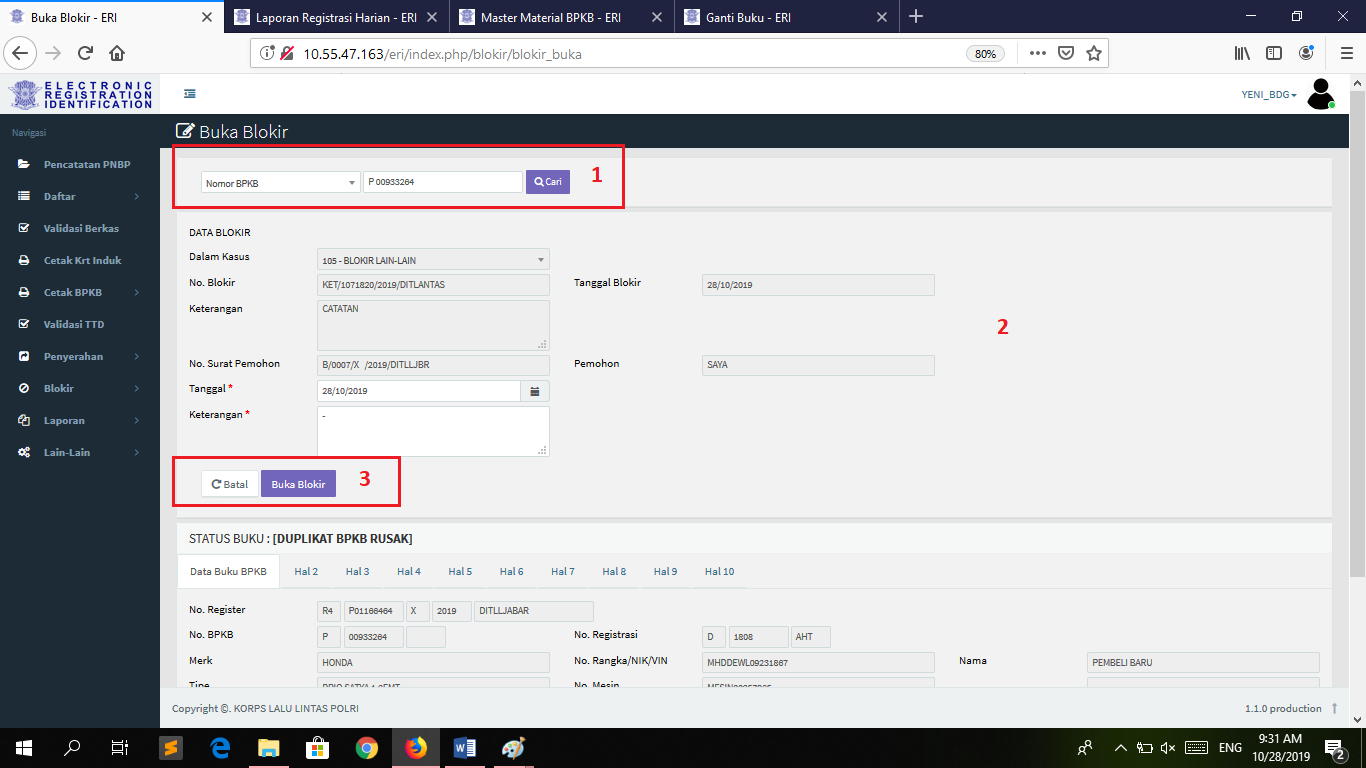 Buka Blokir - ERI
Laporan Registrasi Harian - ERI
Master Material BPKB - ERI
Ganti Buku - ERI
10.55.47.163/eri/index.php/blokir/blokir_buka
80%
ELECTRONIC
REGISTRATION
IDENTIFICATION
YENI_BDG
Navigasi
Pencatatan PNBP
Daftar
Validasi Berkas
Cetak Krt Induk
Cetak BPKB
Validasi TTD
Penyerahan
Blokir
Laporan
Lain-Lain
Buka Blokir
Nomor BPKB P 00933264 Cari 1
DATA BLOKIR
Dalam Kasus 105 - BLOKIR LAIN-LAIN
No. Blokir KET/1071820/2019/DITLANTAS Tanggal Blokir 28/10/2019
Keterangan CATATAN
2
No. Surat Pemohon B/0007/X /2019/DITLLJBR Pemohon SAYA
Tanggal * 28/10/2019
Keterangan * -
Batal Buka Blokir 3
STATUS BUKU : [DUPLIKAT BPKB RUSAK]
Data Buku BPKB Hal 2 Hal 3 Hal 4 Hal 5 Hal 6 Hal 7 Hal 8 Hal 9 Hal 10
No. Register R4 P01166464 X 2019 DITLLJABAR
No. BPKB P 00933264 No. Registrasi D 1808 AHT
Merk HONDA No. Rangka/NIK/VIN MHDDEWL09231867 Nama PEMBELI BARU
Tipe No. Mesin
Copyright ©. KORPS LALU LINTAS POLRI 1.1.0 production
ENG
9:31 AM
10/28/2019
2